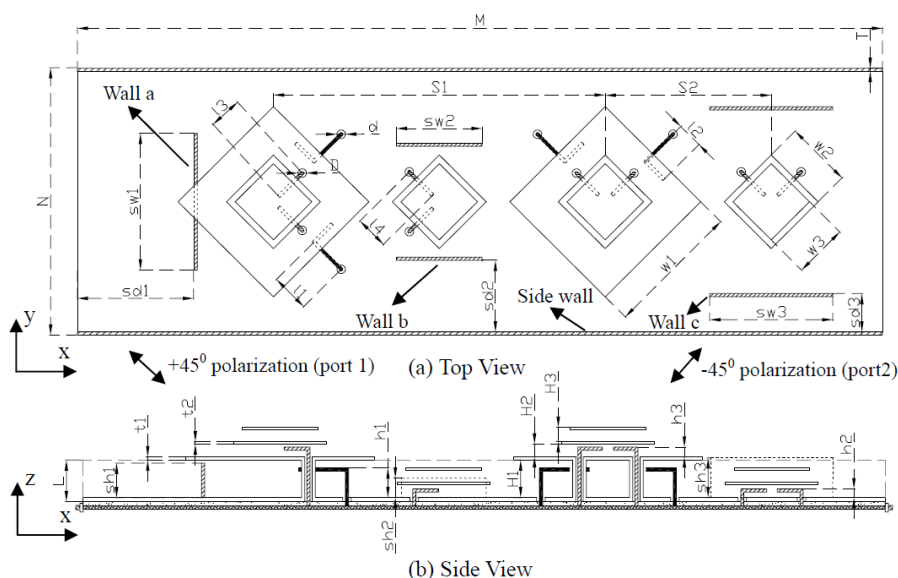 M
T
S1
S2
Wall a
l3
d
sw2
l2
w2
D
N
sw1
l4
w1
w3
l1
sd1
sd2
Wall b
Side wall
Wall c
sw3
sd3
y
x
+45⁰ polarization (port 1)
(a) Top View
-45⁰ polarization (port2)
t1
t2
h1
H2
H3
h3
h2
L
sh1
H1
sh3
z
x
sh2
(b) Side View